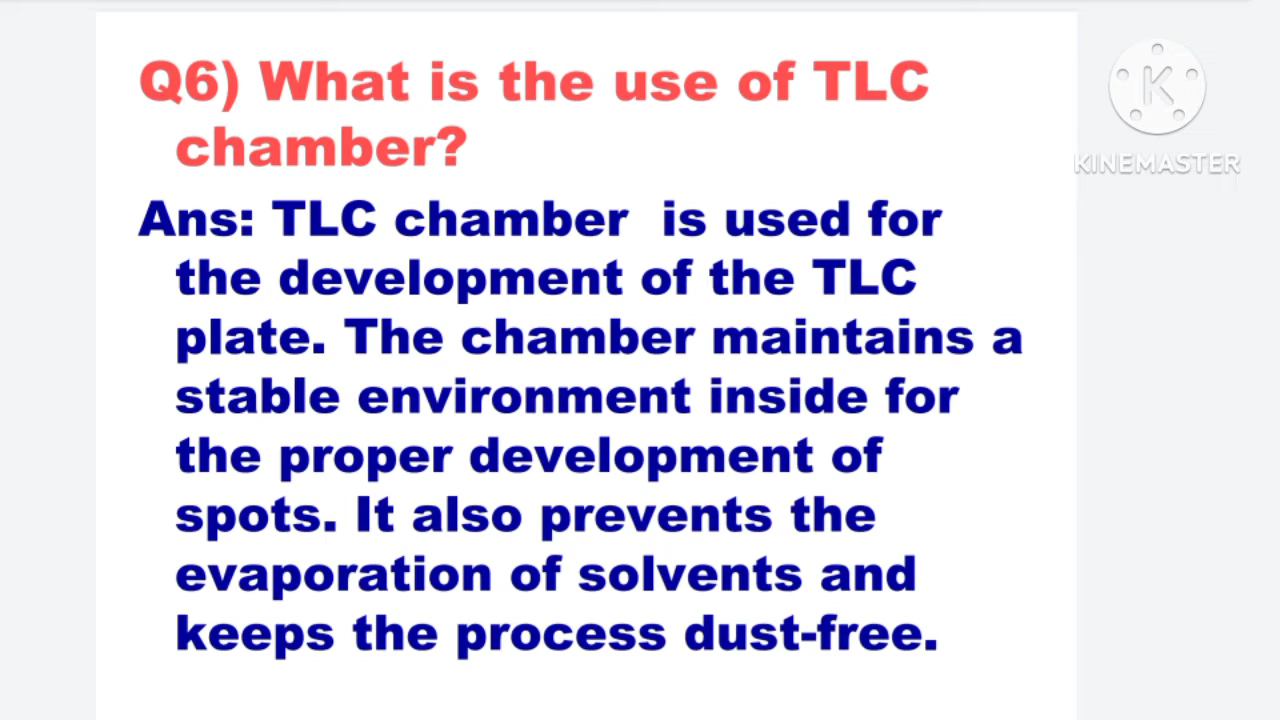 Q6) What is the use of TLC
chamber?
Ans: TLC chamber is used for
the development of the TLC
plate. The chamber maintains a
stable environment inside for
the proper development of
spots. It also prevents the
evaporation of solvents and
keeps the process dust-free.
K
KINEMASTER